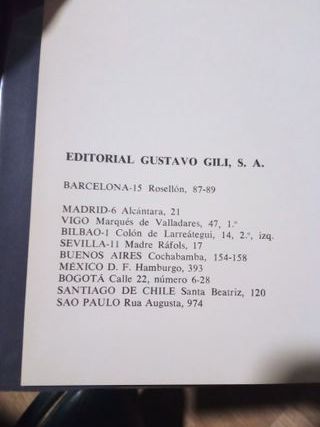 EDITORIAL GUSTAVO GILI, S. A.
BARCELONA-15 Rosellón, 87-89
MADRID-6 Alcántara, 21
VIGO Marqués de Valladares, 47, 1.º
BILBAO-1 Colón de Larreátegui, 14, 2.º, izq.
SEVILLA-11 Madre Ráfols, 17
BUENOS AIRES Cochabamba, 154-158
MÉXICO D. F. Hamburgo, 393
BOGOTÁ Calle 22, número 6-28
SANTIAGO DE CHILE Santa Beatriz, 120
SAO PAULO Rua Augusta, 974